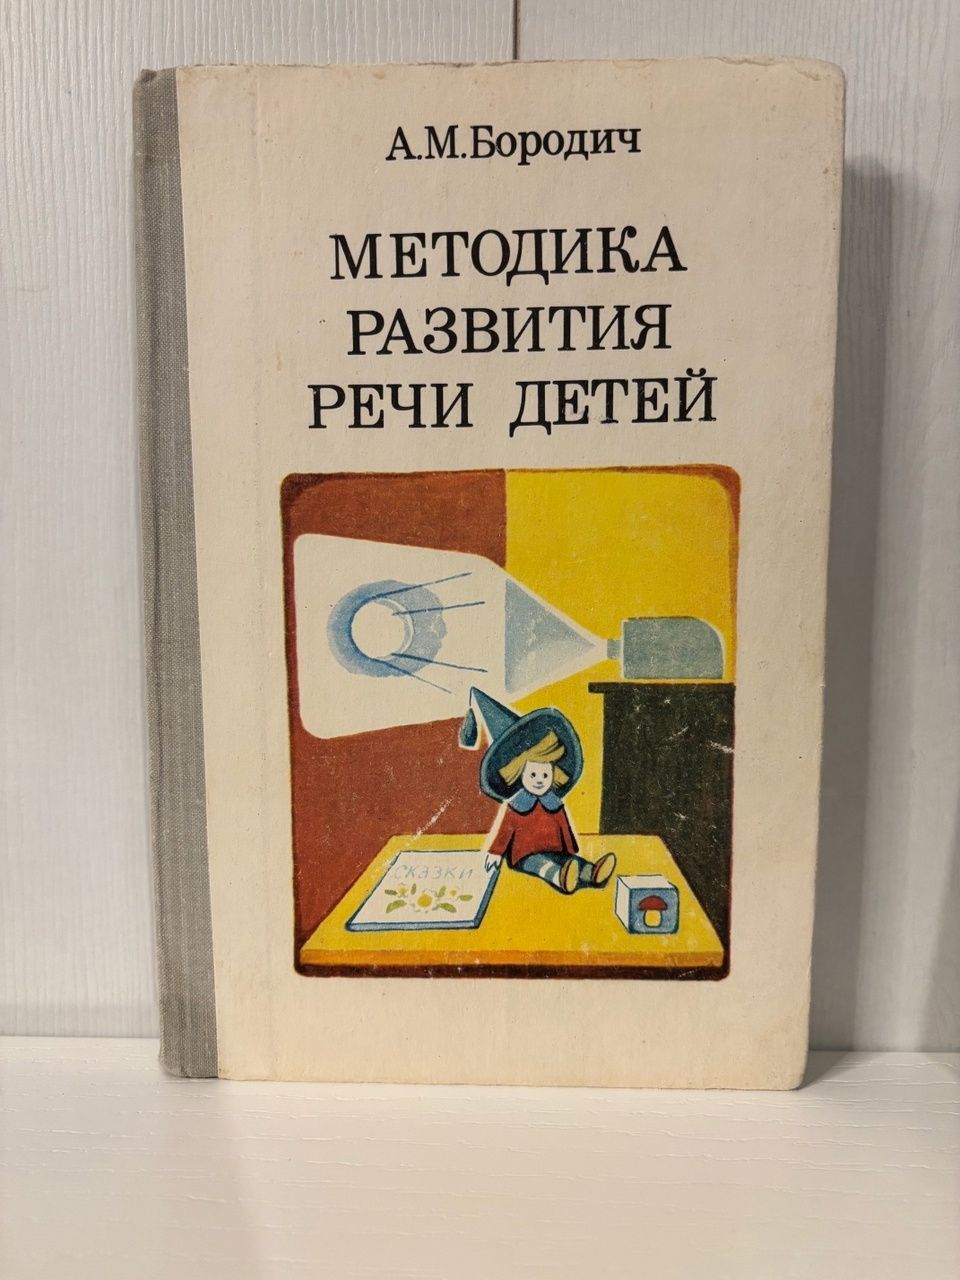 А.М.Бородич
МЕТОДИКА
РАЗВИТИЯ
РЕЧИ ДЕТЕЙ
сказки